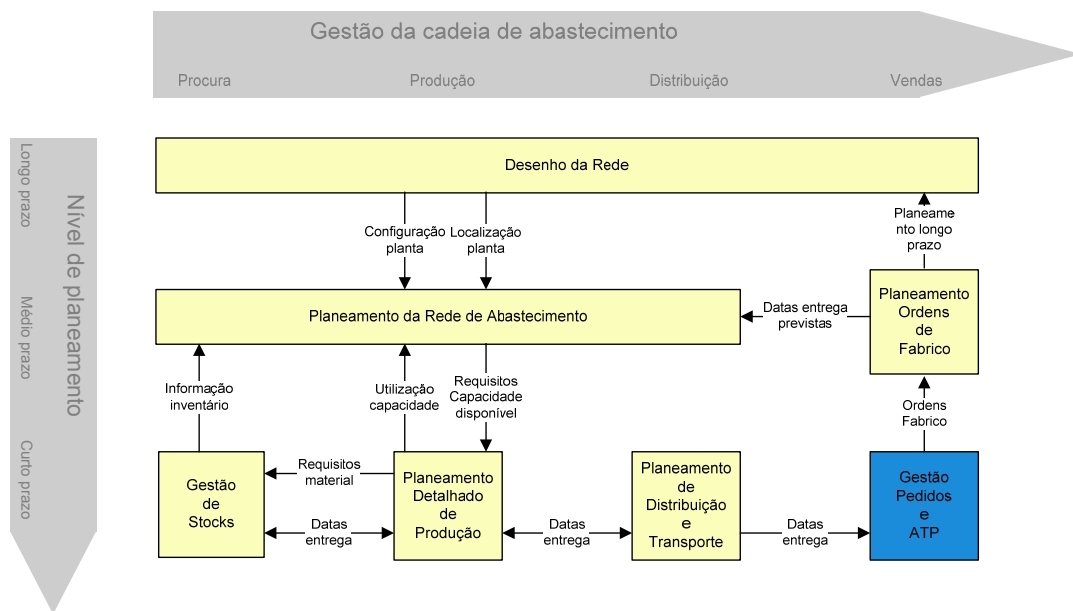 Gestão da cadeia de abastecimento
Procura
Produção
Distribuição
Vendas
Nível de planeamento
Longo prazo
Médio prazo
Curto prazo
Desenho da Rede
Configuração
planta
Localização
planta
Planeame
nto longo
prazo
Planeamento da Rede de Abastecimento
Datas entrega
previstas
Planeamento
Ordens
de
Fabrico
Informação
inventário
Utilização
capacidade
Requisitos
Capacidade
disponível
Ordens
Fabrico
Gestão
de
Stocks
Requisitos
material
Datas
entrega
Planeamento
Detalhado
de
Produção
Datas
entrega
Planeamento
de
Distribuição
e
Transporte
Datas
entrega
Gestão
Pedidos
e
ATP